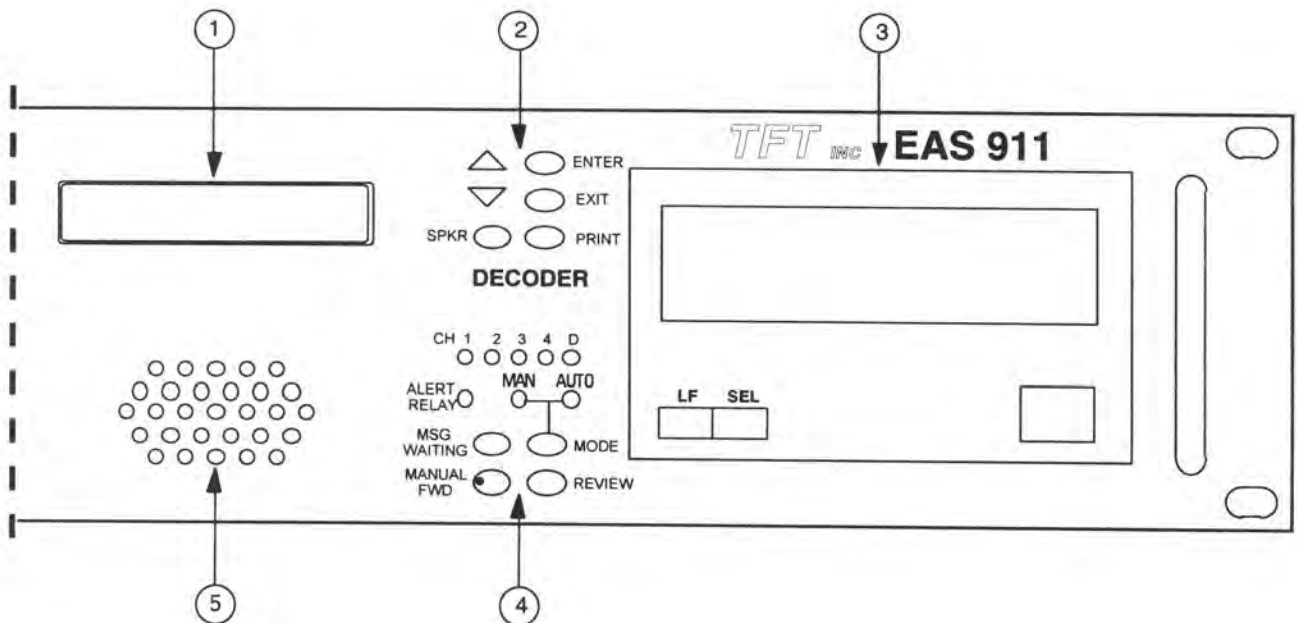 1 2 3
TFT INC EAS 911
ENTER
EXIT
SPKR PRINT
DECODER
CH 1 2 3 4 D
ALERT RELAY MAN AUTO
LF SEL
MSG WAITING MODE
MANUAL FWD REVIEW
5 4